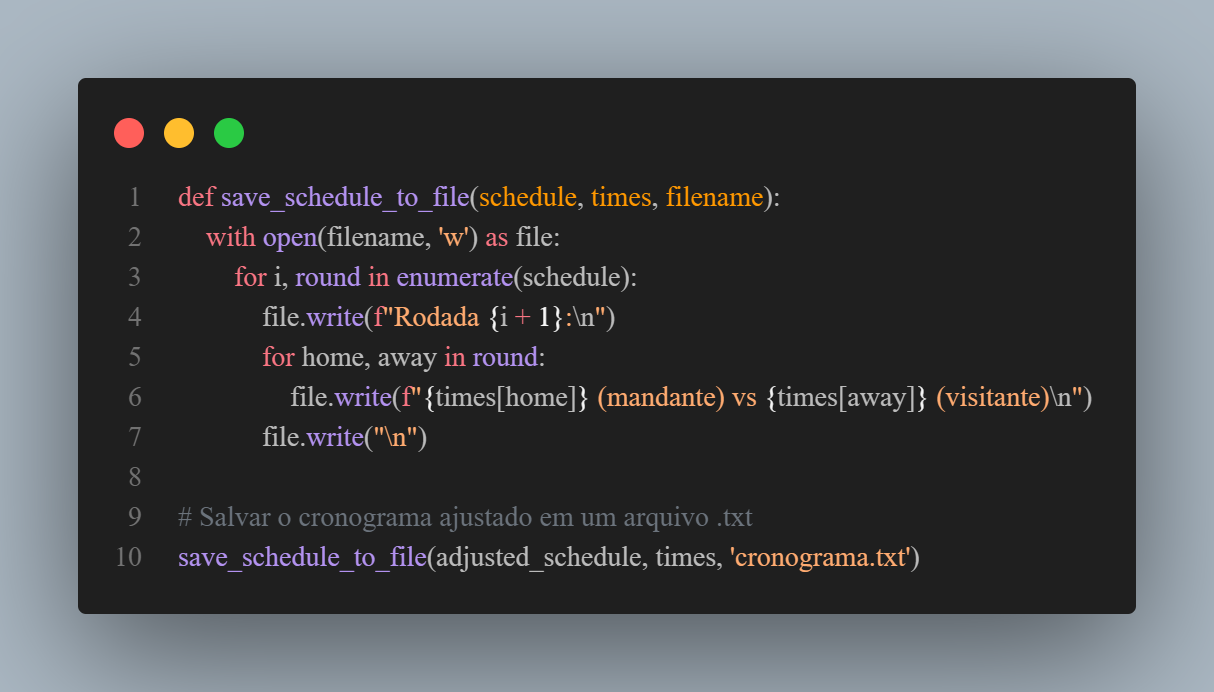 1 def save_schedule_to_file(schedule, times, filename):
2     with open(filename, 'w') as file:
3         for i, round in enumerate(schedule):
4             file.write(f"Rodada {i + 1}:\n")
5             for home, away in round:
6                 file.write(f"{times[home]} (mandante) vs {times[away]} (visitante)\n")
7             file.write("\n")
8
9 # Salvar o cronograma ajustado em um arquivo .txt
10 save_schedule_to_file(adjusted_schedule, times, 'cronograma.txt')